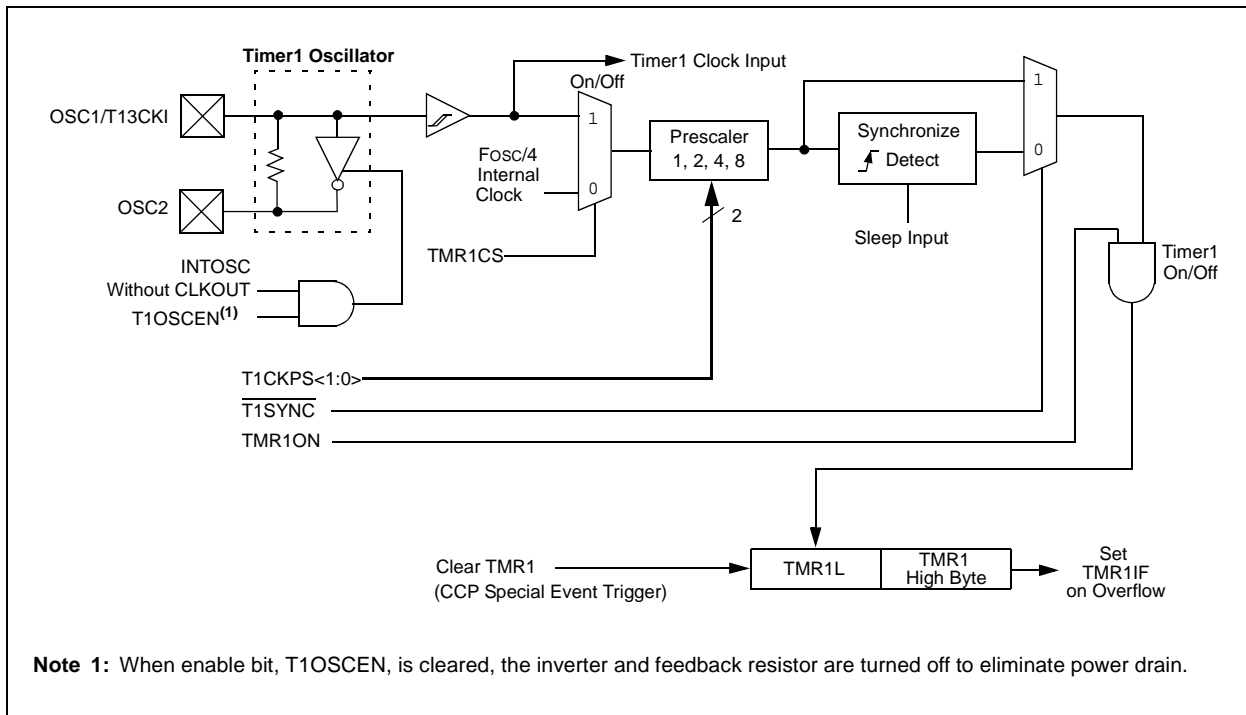 Timer1 Oscillator
Timer1 Clock Input
On/Off
OSC1/T13CKI
1
1
Prescaler
1, 2, 4, 8
Synchronize
Detect
0
FOSC/4
Internal
Clock
0
OSC2
2
Sleep Input
TMR1CS
Timer1
On/Off
INTOSC
Without CLKOUT
T1OSCEN(1)
T1CKPS<1:0>
T1SYNC
TMR1ON
Clear TMR1
(CCP Special Event Trigger)
TMR1L
TMR1
High Byte
Set
TMR1IF
on Overflow
Note 1: When enable bit, T1OSCEN, is cleared, the inverter and feedback resistor are turned off to eliminate power drain.